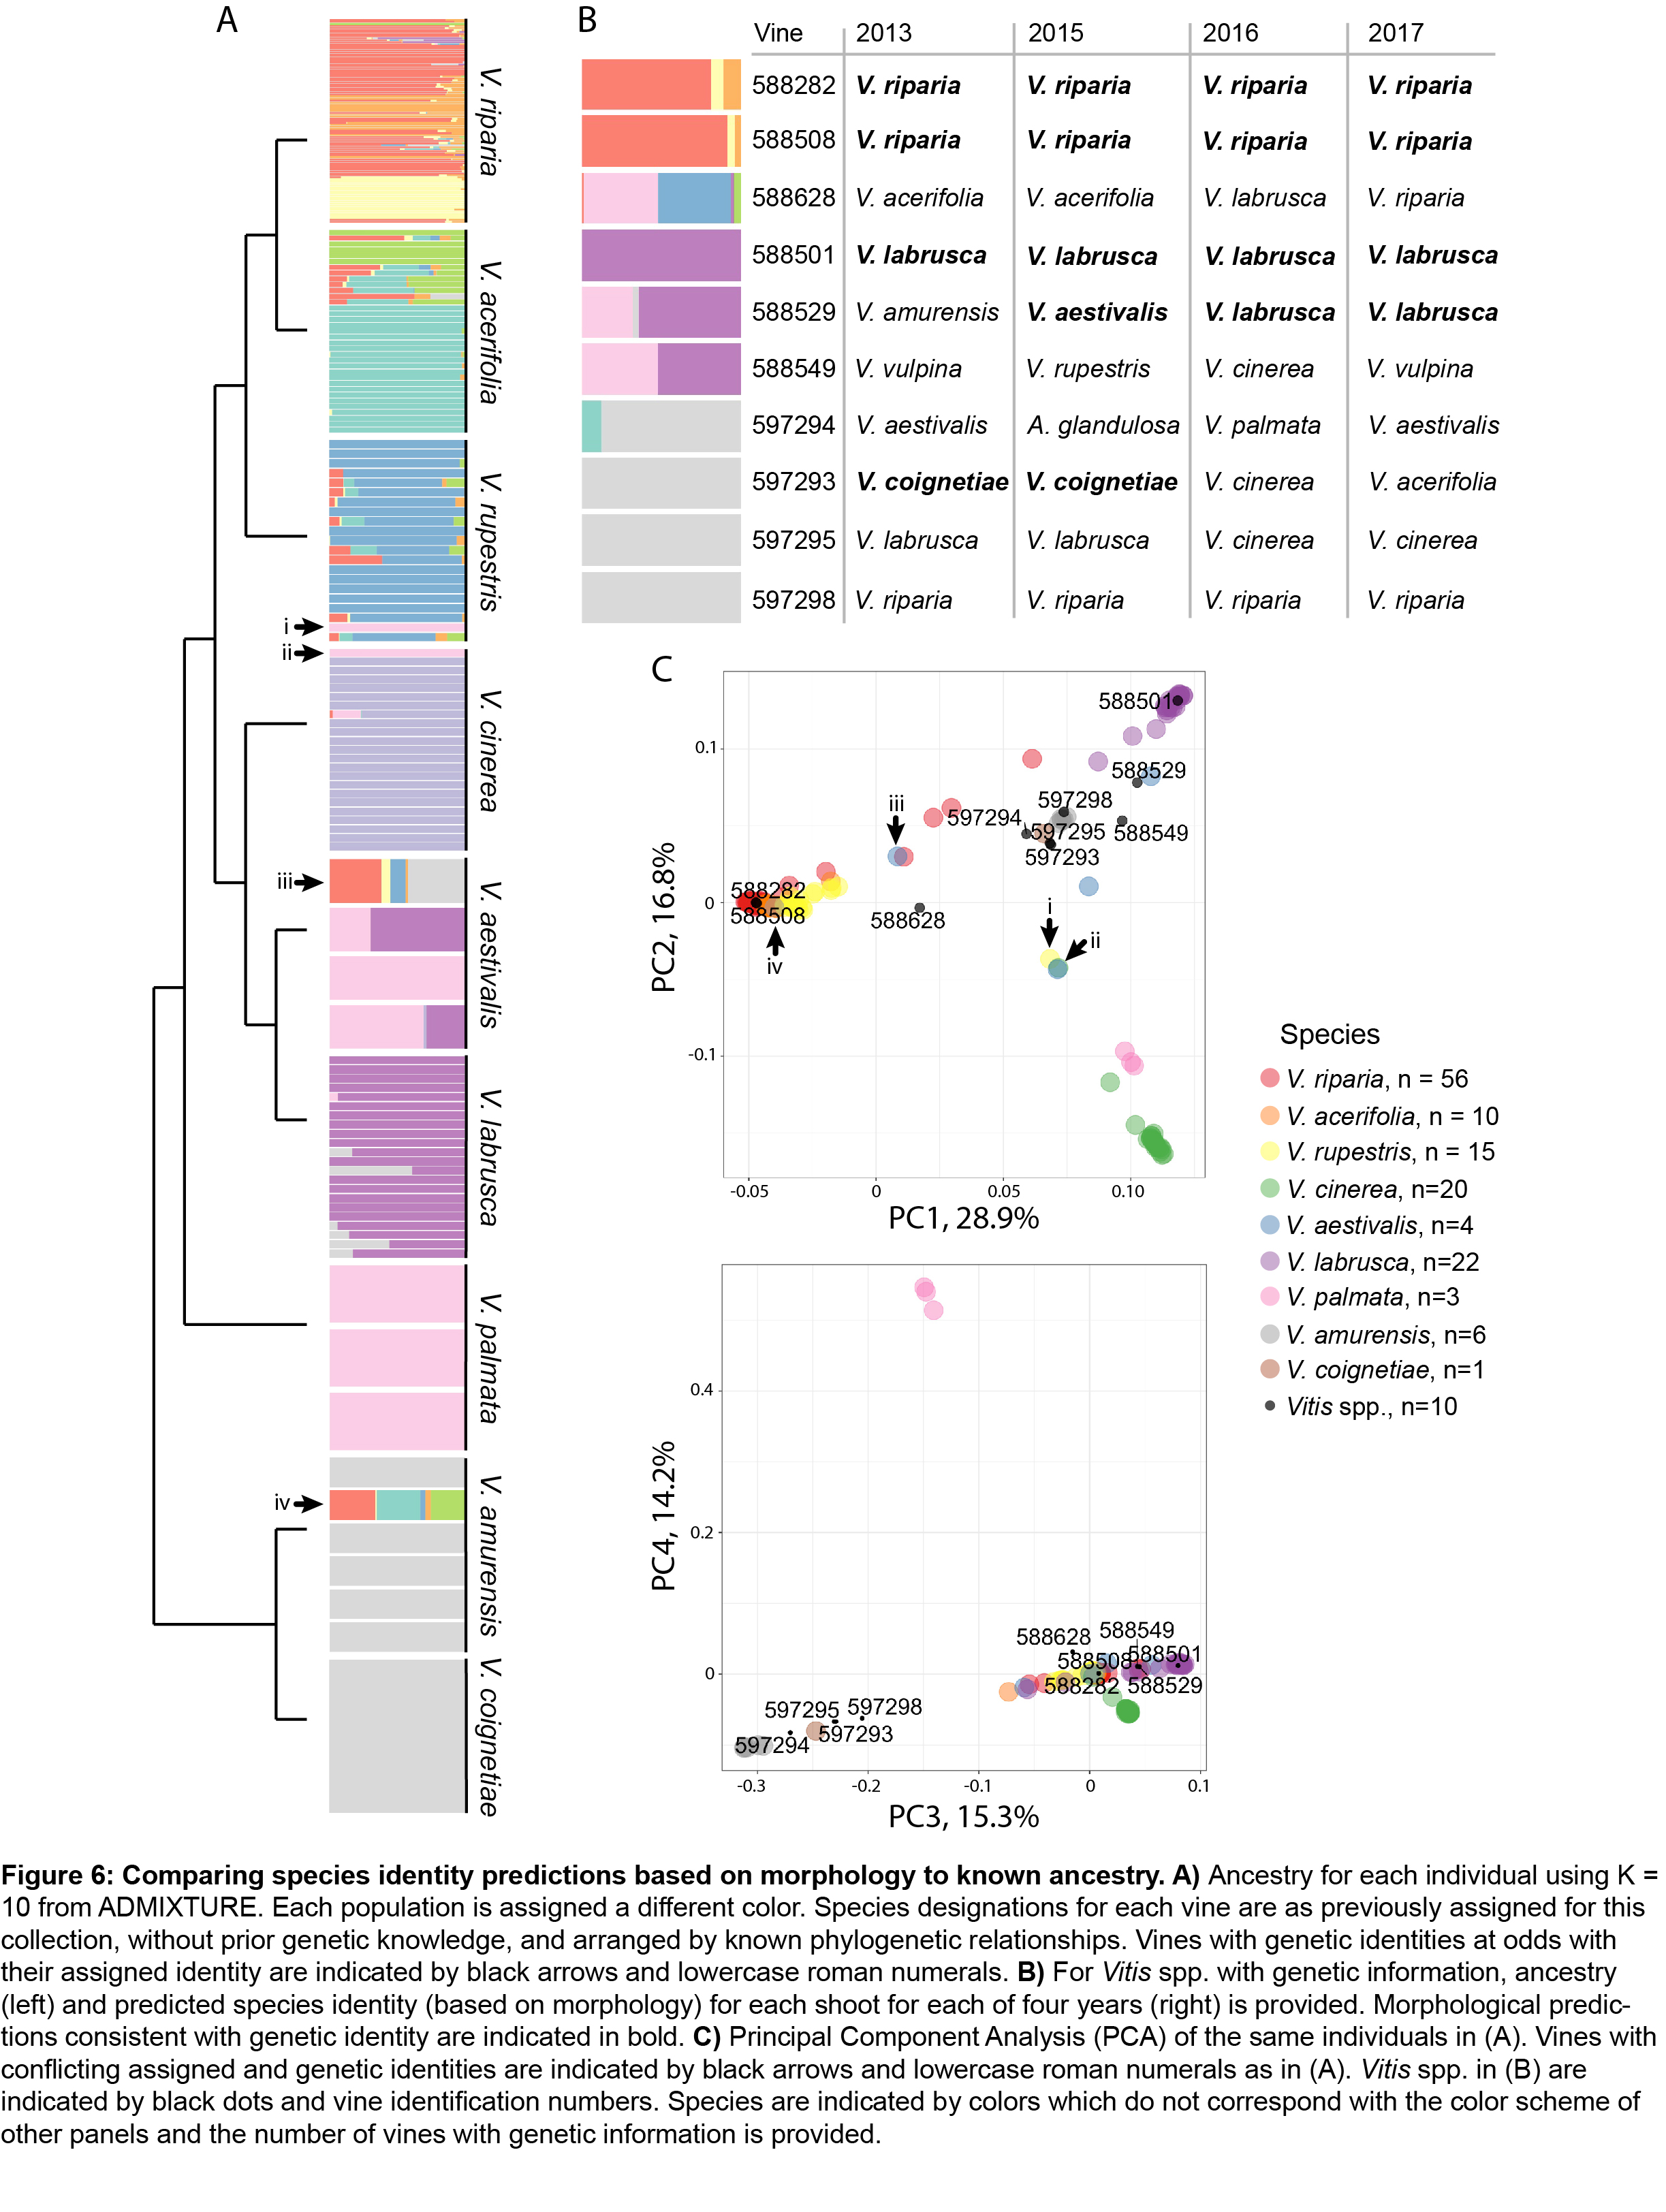 A
V. riparia
V. acerifolia
V. rupestris
i
ii
V. cinerea
iii
V. aestivalis
V. labrusca
V. palmata
iv
V. amurensis
V. coignetiae
B
Vine 2013 2015 2016 2017
588282 V. riparia V. riparia V. riparia V. riparia
588508 V. riparia V. riparia V. riparia V. riparia
588628 V. acerifolia V. acerifolia V. labrusca V. riparia
588501 V. labrusca V. labrusca V. labrusca V. labrusca
588529 V. amurensis V. aestivalis V. labrusca V. labrusca
588549 V. vulpina V. rupestris V. cinerea V. vulpina
597294 V. aestivalis A. glandulosa V. palmata V. aestivalis
597293 V. coignetiae V. coignetiae V. cinerea V. acerifolia
597295 V. labrusca V. labrusca V. cinerea V. cinerea
597298 V. riparia V. riparia V. riparia V. riparia
C
588501
0.1
588529
iii
597298
597294
597295
588549
597293
588282
0
588508
588628
i
ii
iv
PC2, 16.8%
-0.1
-0.05 0 0.05 0.10
PC1, 28.9%
0.4
PC4, 14.2%
0.2
588628
588549
588508
588501
0
588282
588529
597295
597298
597293
597294
-0.3 -0.2 -0.1 0 0.1
PC3, 15.3%
Species
V. riparia, n = 56
V. acerifolia, n = 10
V. rupestris, n = 15
V. cinerea, n=20
V. aestivalis, n=4
V. labrusca, n=22
V. palmata, n=3
V. amurensis, n=6
V. coignetiae, n=1
Vitis spp., n=10
Figure 6: Comparing species identity predictions based on morphology to known ancestry. A) Ancestry for each individual using K =
10 from ADMIXTURE. Each population is assigned a different color. Species designations for each vine are as previously assigned for this
collection, without prior genetic knowledge, and arranged by known phylogenetic relationships. Vines with genetic identities at odds with
their assigned identity are indicated by black arrows and lowercase roman numerals. B) For Vitis spp. with genetic information, ancestry
(left) and predicted species identity (based on morphology) for each shoot for each of four years (right) is provided. Morphological predic-
tions consistent with genetic identity are indicated in bold. C) Principal Component Analysis (PCA) of the same individuals in (A). Vines with
conflicting assigned and genetic identities are indicated by black arrows and lowercase roman numerals as in (A). Vitis spp. in (B) are
indicated by black dots and vine identification numbers. Species are indicated by colors which do not correspond with the color scheme of
other panels and the number of vines with genetic information is provided.